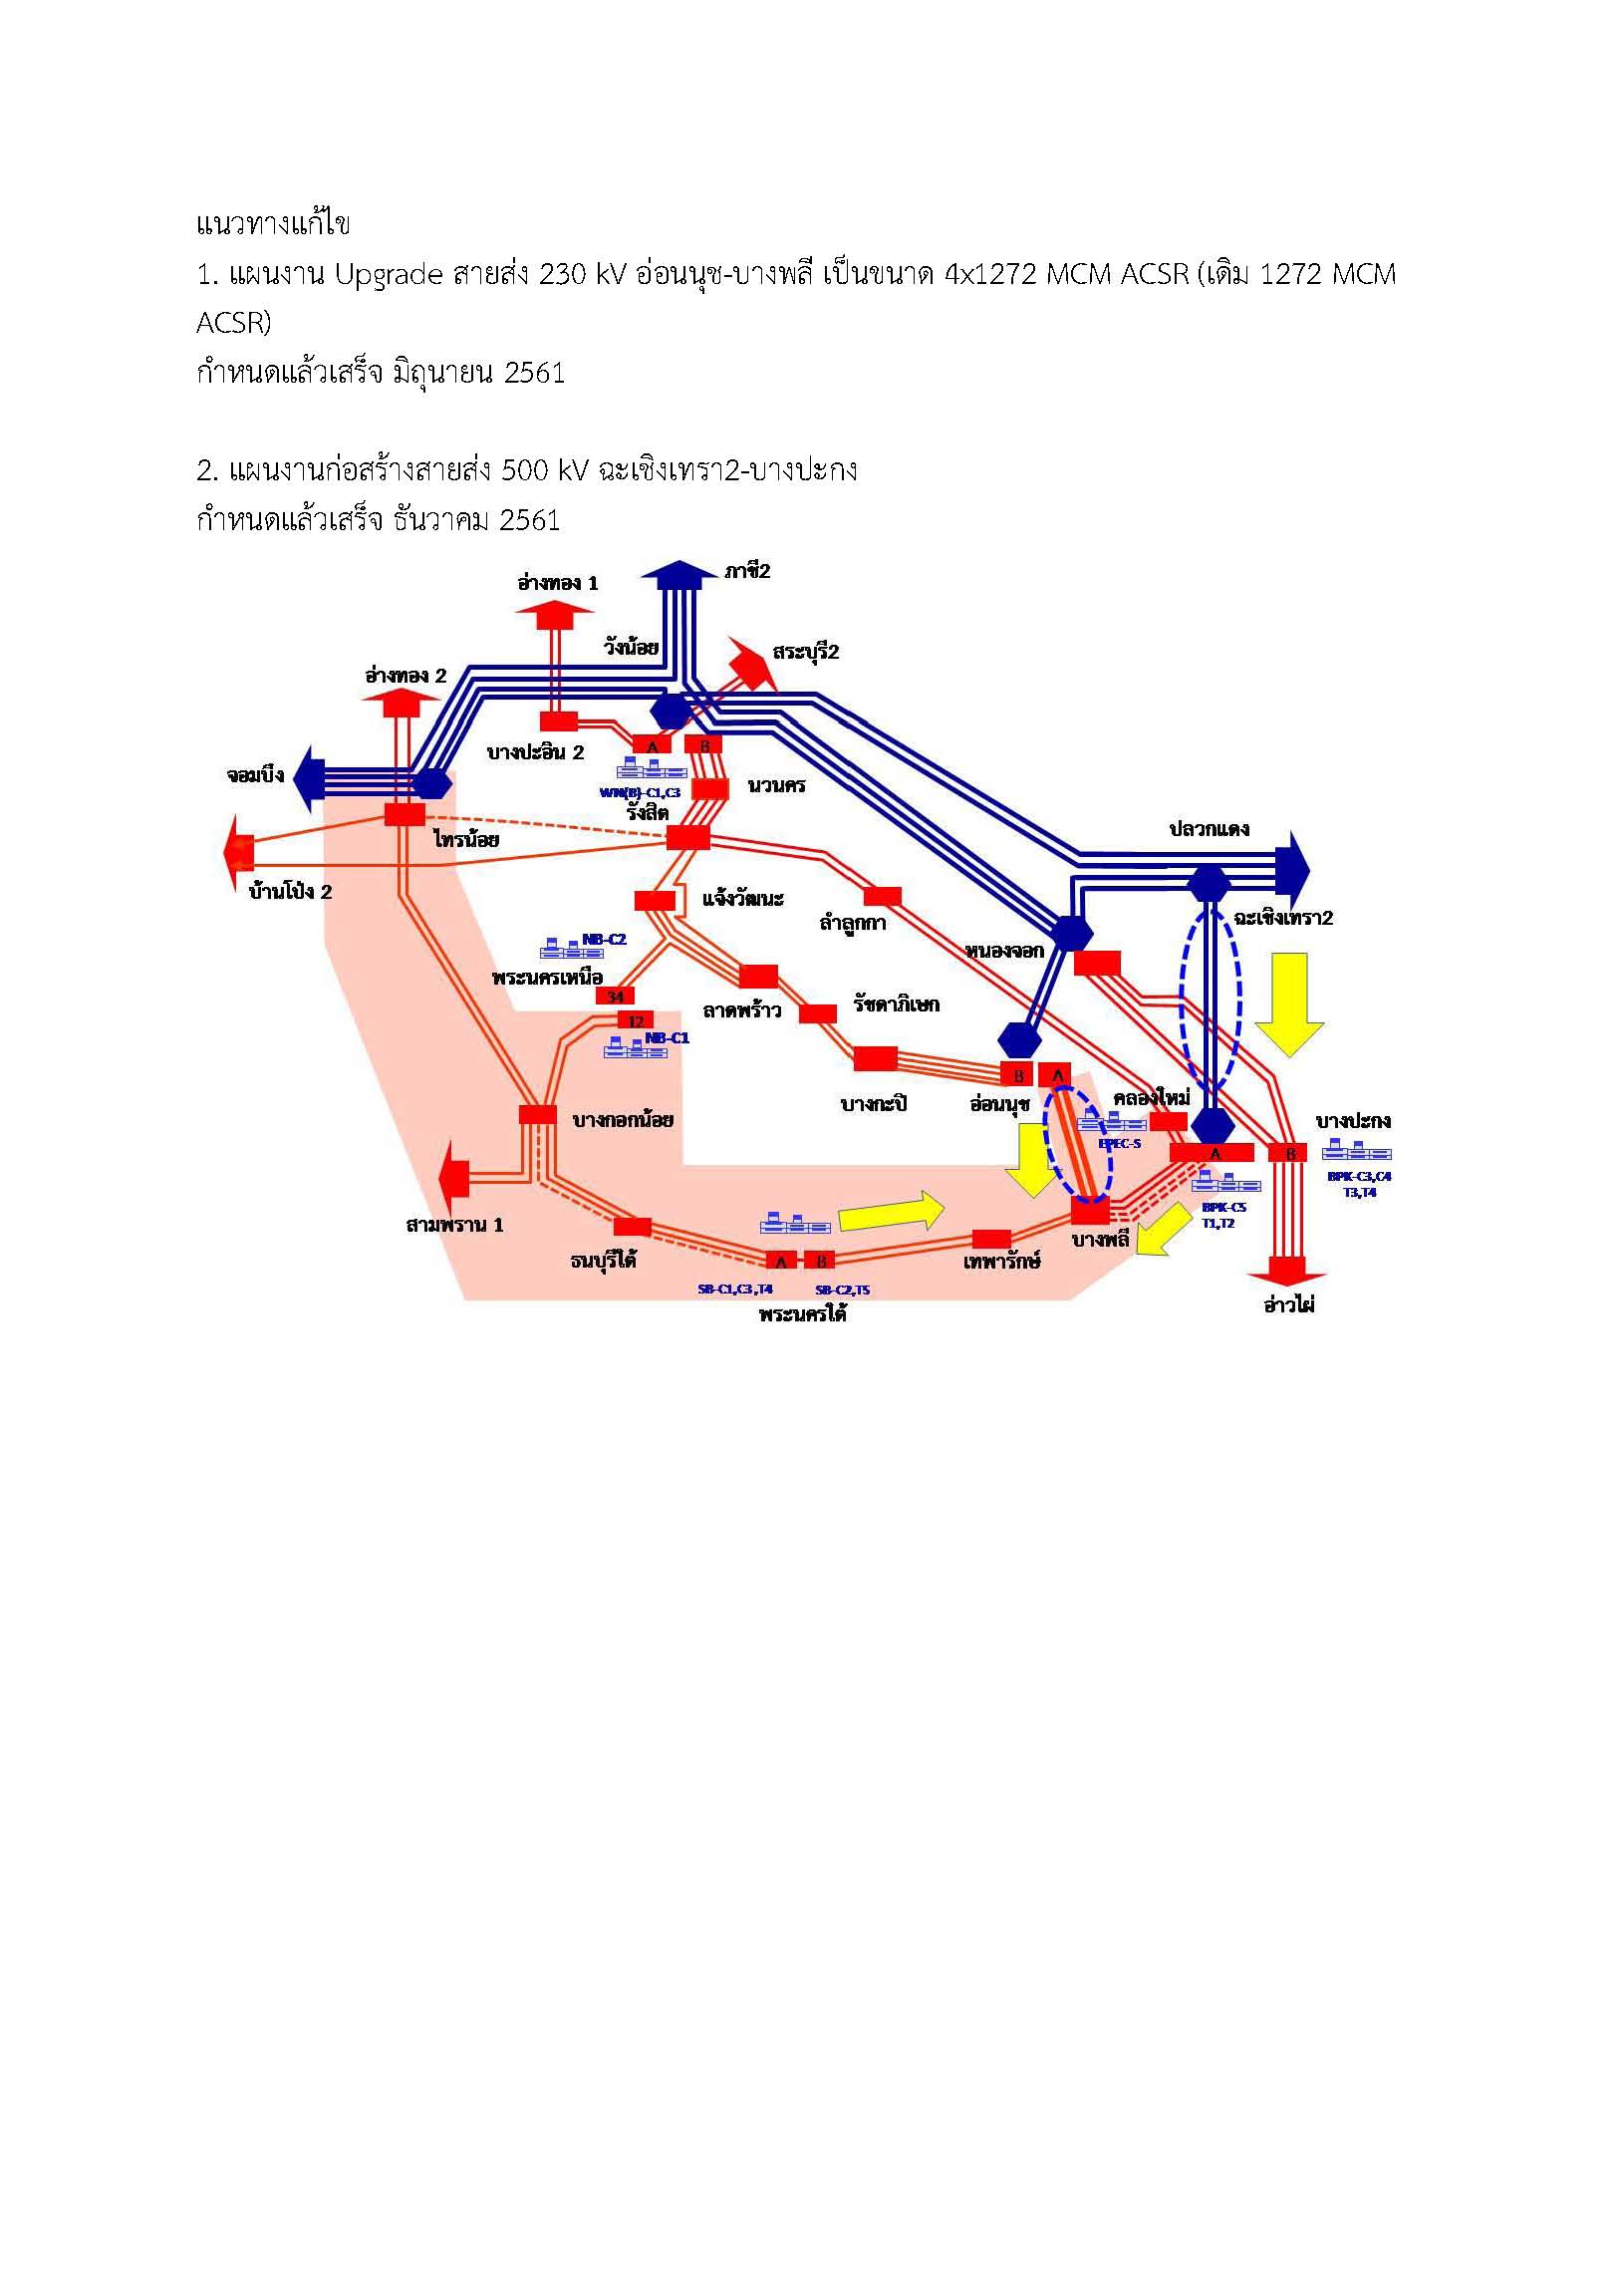 แนวทางแก้ไข
1. แผนงาน Upgrade สายส่ง 230 kV อ่อนนุช-บางพลี เป็นขนาด 4x1272 MCM ACSR (เดิม 1272 MCM
ACSR)
กำหนดแล้วเสร็จ มิถุนายน 2561
2. แผนงานก่อสร้างสายส่ง 500 kV ฉะเชิงเทรา2-บางปะกง
กำหนดแล้วเสร็จ ธันวาคม 2561
ภาชี2
อ่างทอง 1
วังน้อย
สระบุรี2
อ่างทอง 2
บางปะอิน 2
A
B
จอมบึง
WN(B)-C1,C3
นวนคร
รังสิต
ไทรน้อย
ปลวกแดง
บ้านโป่ง 2
แจ้งวัฒนะ
ลำลูกกา
ฉะเชิงเทรา2
NB-C2
หนองจอก
พระนครเหนือ
34
ลาดพร้าว
รัชดาภิเษก
12
NB-C1
B
A
บางกะปิ
อ่อนนุช
คลองใหม่
บางกอกน้อย
บางปะกง
EPEC-S
A
B
BPK-C3,C4
T3,T4
สามพราน 1
BPK-C5
T1,T2
บางพลี
ธนบุรีใต้
A
B
เทพารักษ์
SB-C1,C3,T4
SB-C2,T5
พระนครใต้
อ่าวไผ่